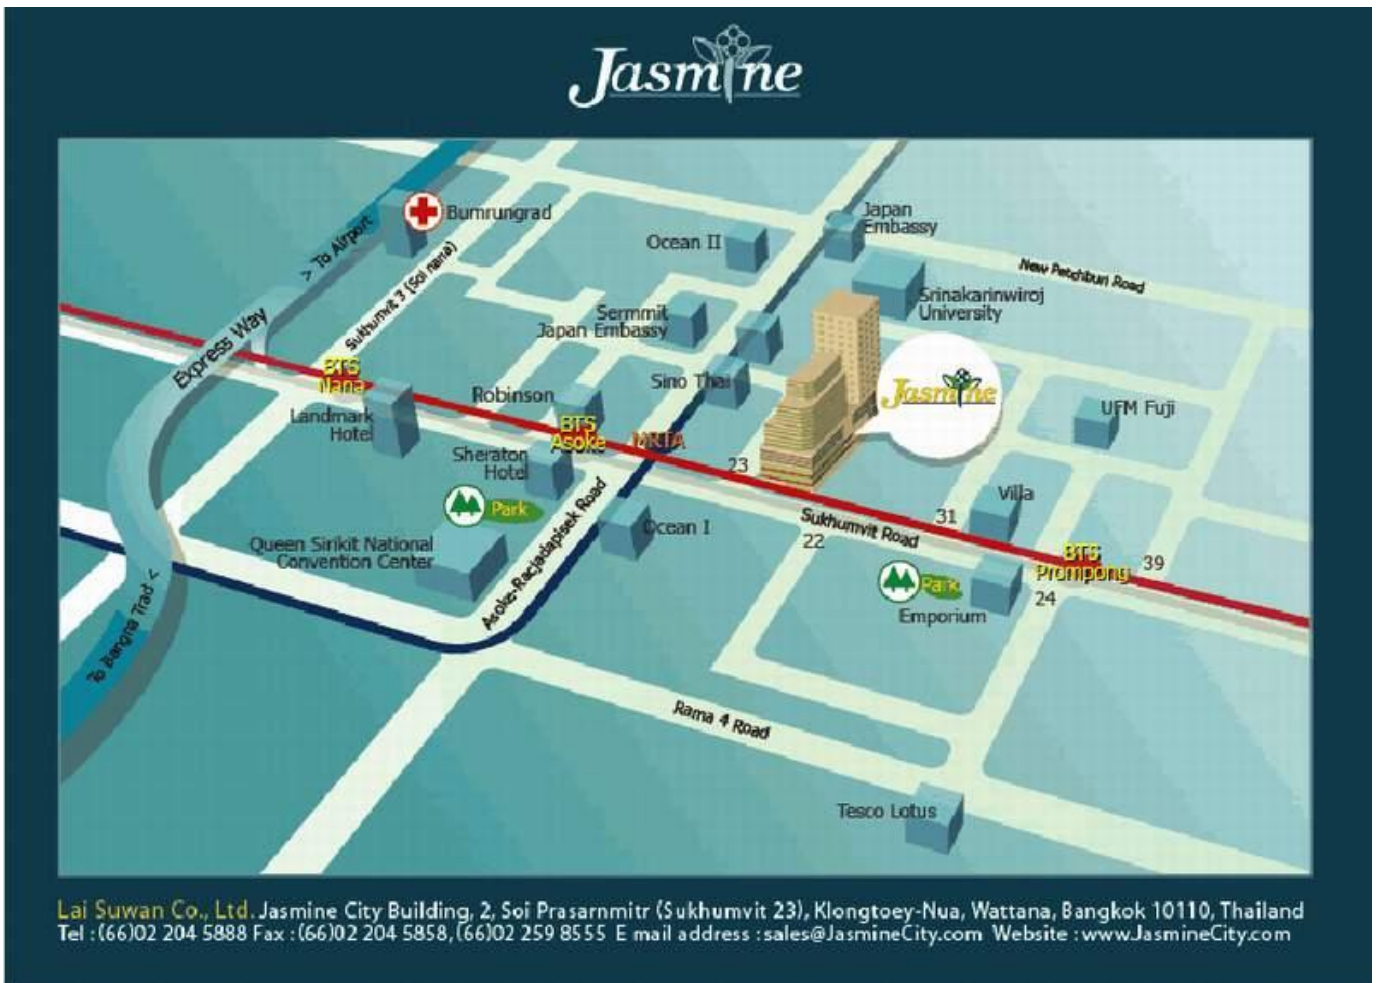 Jasmine
Bumrungrad
> To Airport
Sukhumvit 3 (Soi nana)
Express Way
Japan
Embassy
Ocean II
New Petchburi Road
Srinakarinwiroj
University
Sermmit
Japan Embassy
BTS
Nana
Landmark
Hotel
Robinson
Sino Thai
Jasmine
UFM Fuji
BTS
Asoke
MRTA
Sheraton
Hotel
23
Park
Villa
Ocean I
Asoke-Racjadapisek Road
31
Sukhumvit Road
22
Queen Sirikit National
Convention Center
BTS
Prompong
39
Park
24
Emporium
To Bangna Trad <
Rama 4 Road
Tesco Lotus
Lai Suwan Co., Ltd. Jasmine City Building, 2, Soi Prasarnmitr (Sukhumvit 23), Klongtoey-Nua, Wattana, Bangkok 10110, Thailand
Tel : (66)02 204 5888 Fax : (66)02 204 5858, (66)02 259 8555 E mail address : sales@JasmineCity.com Website : www.JasmineCity.com